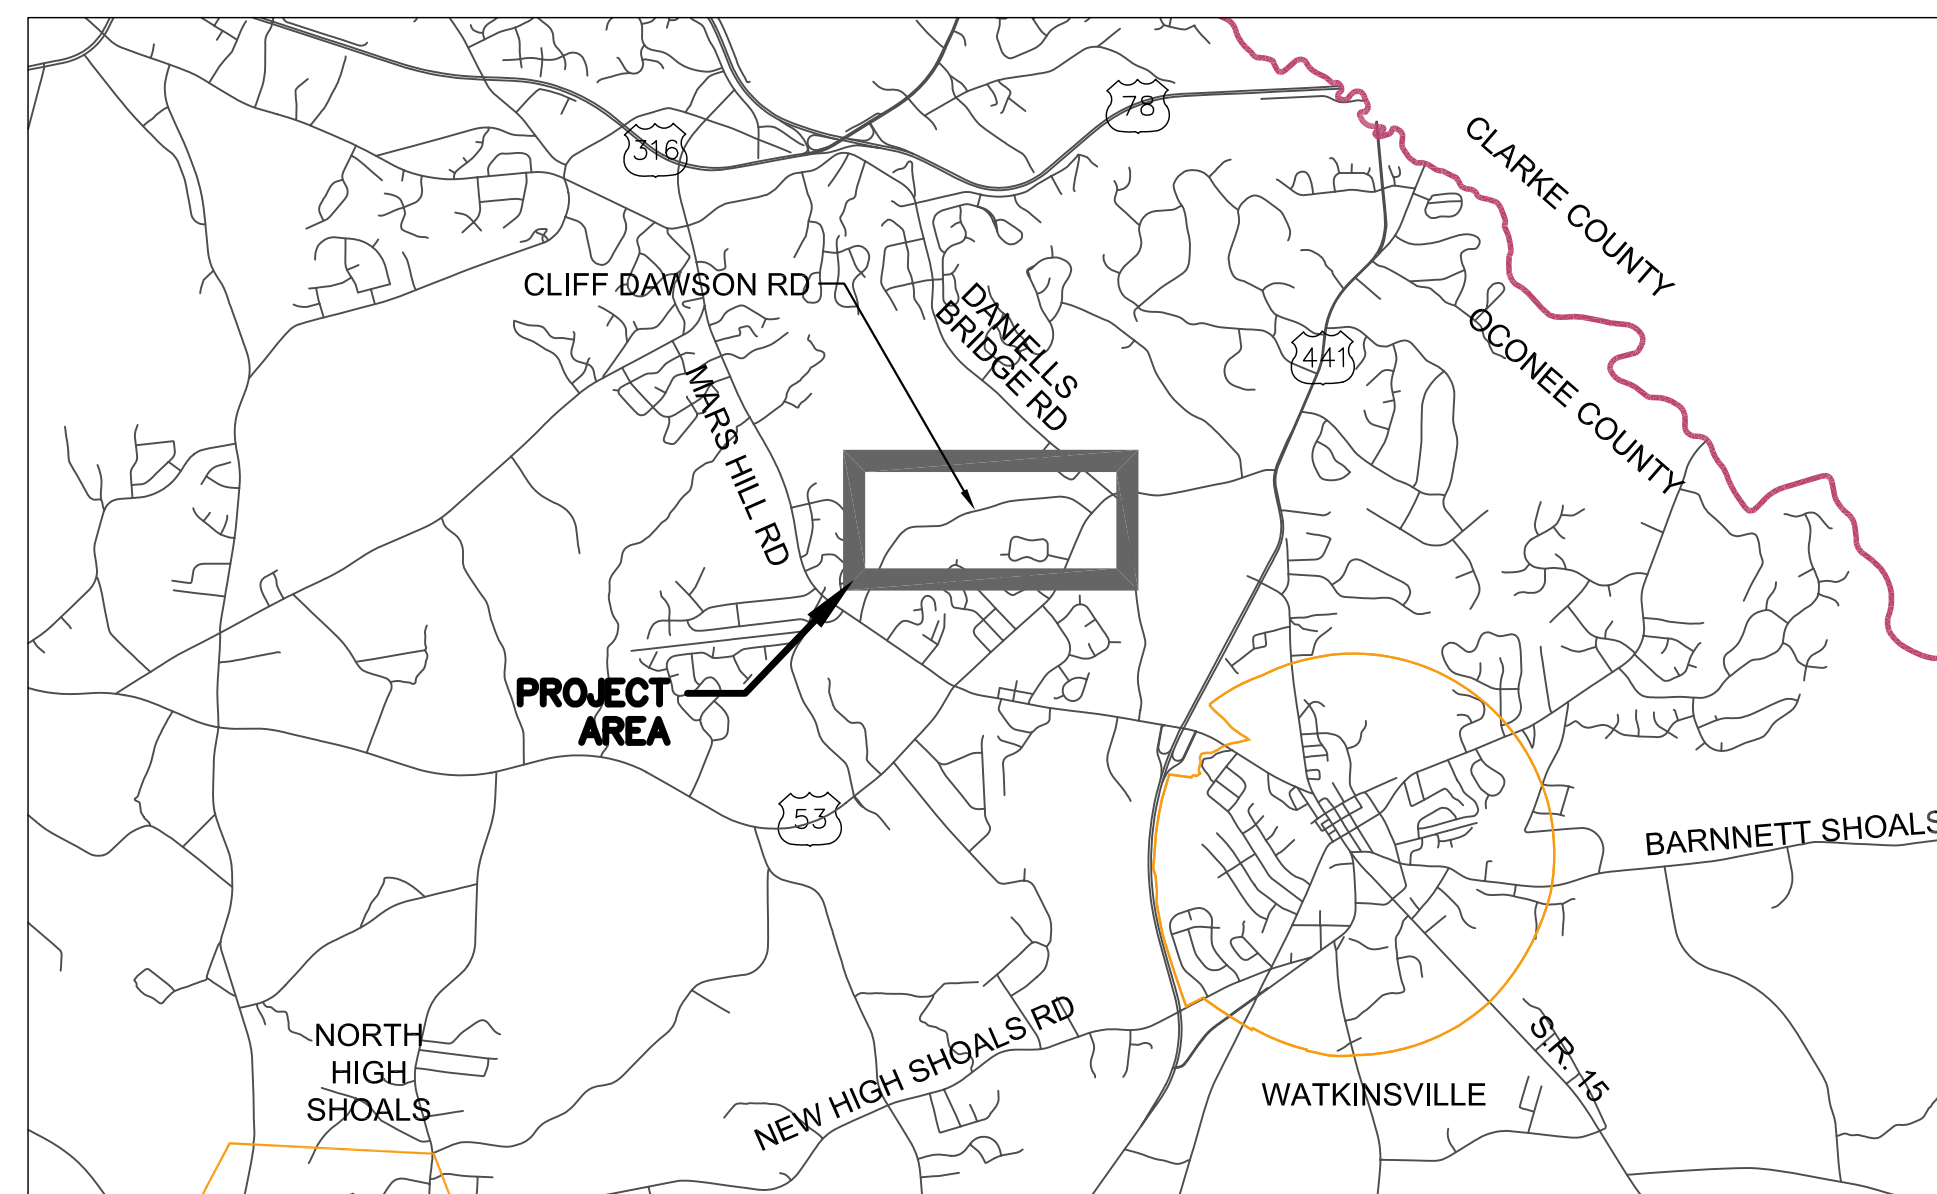 78
316
CLARKE COUNTY
CLIFF DAWSON RD
DANIELLS
BRIDGE RD
OCONEE COUNTY
441
MARS HILL RD
PROJECT
AREA
53
BARNNETT SHOALS
NEW HIGH SHOALS RD
NORTH
HIGH
SHOALS
S.R. 15
WATKINSVILLE